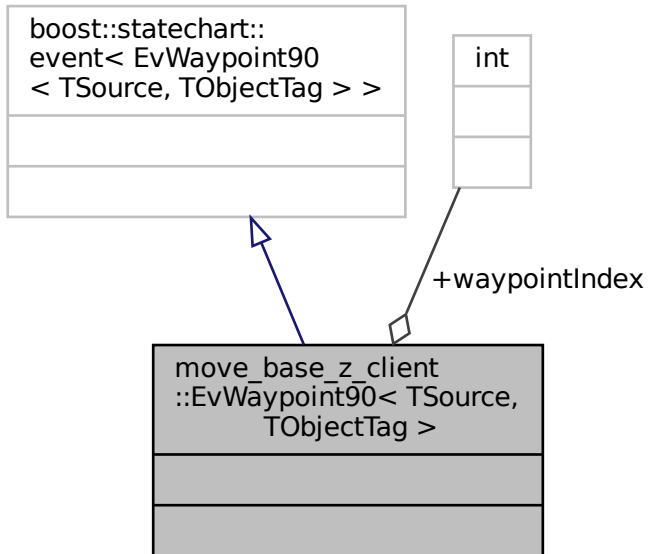 boost::statechart::
event< EvWaypoint90
< TSource, TObjectTag > >
int
+waypointIndex
move_base_z_client
::EvWaypoint90< TSource,
TObjectTag >